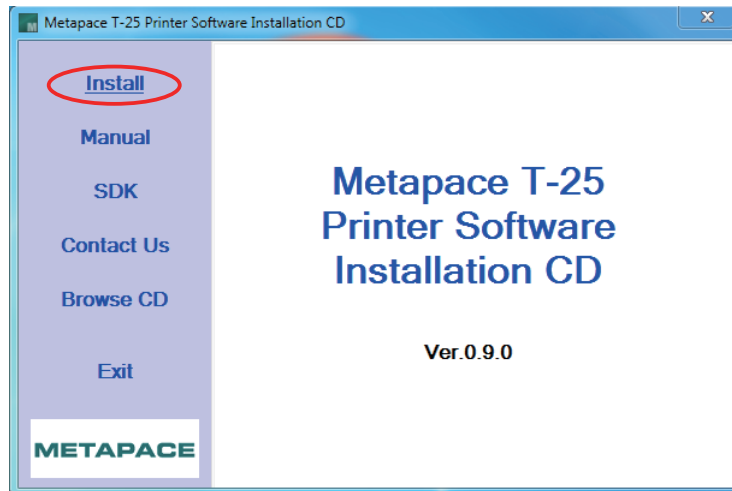 Metapace T-25 Printer Software Installation CD
Install
Manual
SDK
Contact Us
Browse CD
Exit
METAPACE
Metapace T-25
Printer Software
Installation CD
Ver.0.9.0